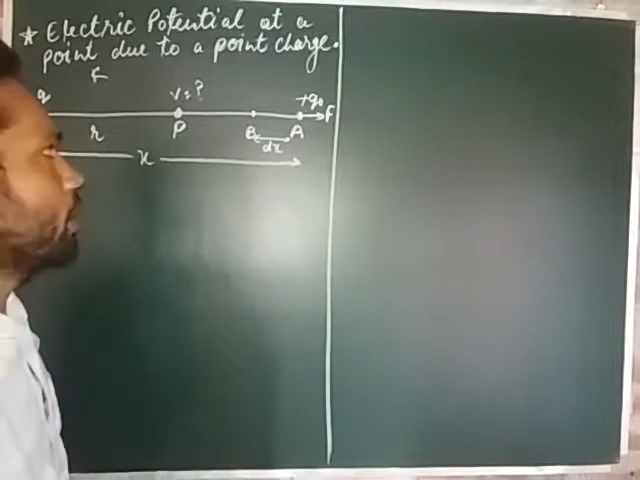 * Electric Potential at a
point due to a point charge.
q V=? +q₀
F
P B A
r dx
x